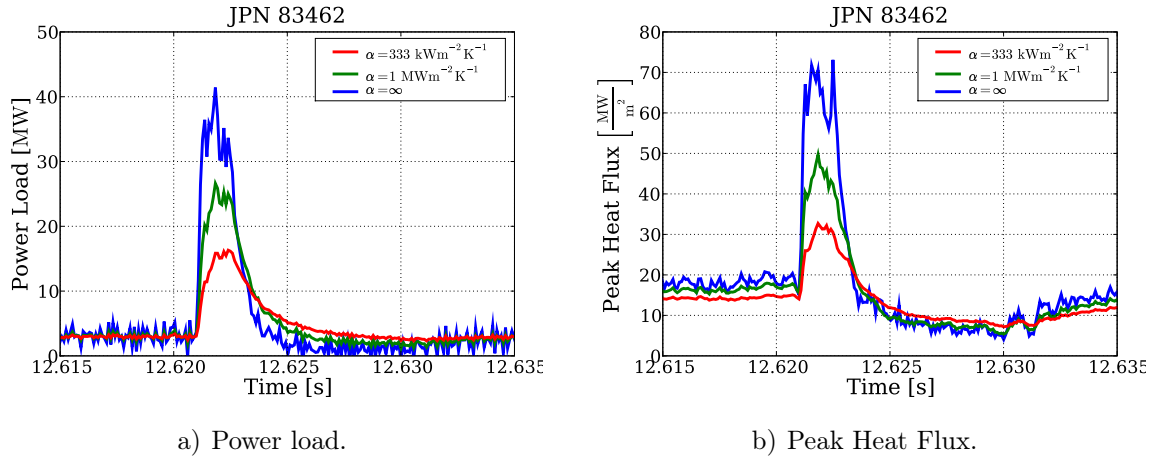 JPN 83462
50
40
30
20
10
0
Power Load [MW]
α=333 kWm⁻²K⁻¹
α=1 MWm⁻²K⁻¹
α=∞
12.615 12.620 12.625 12.630 12.635
Time [s]
a) Power load.
JPN 83462
80
70
60
50
40
30
20
10
0
Peak Heat Flux [MW/m²]
α=333 kWm⁻²K⁻¹
α=1 MWm⁻²K⁻¹
α=∞
12.615 12.620 12.625 12.630 12.635
Time [s]
b) Peak Heat Flux.